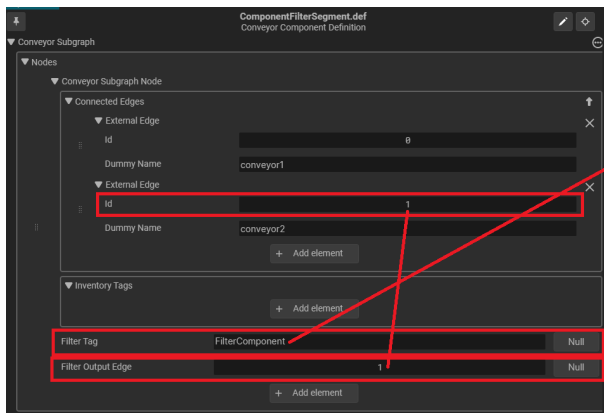 ComponentFilterSegment.def
Conveyor Component Definition
Conveyor Subgraph
Nodes
Conveyor Subgraph Node
Connected Edges
External Edge
Id 0
Dummy Name conveyor1
External Edge
Id 1
Dummy Name conveyor2
+ Add element
Inventory Tags
+ Add element
Filter Tag FilterComponent Null
Filter Output Edge 1 Null
+ Add element